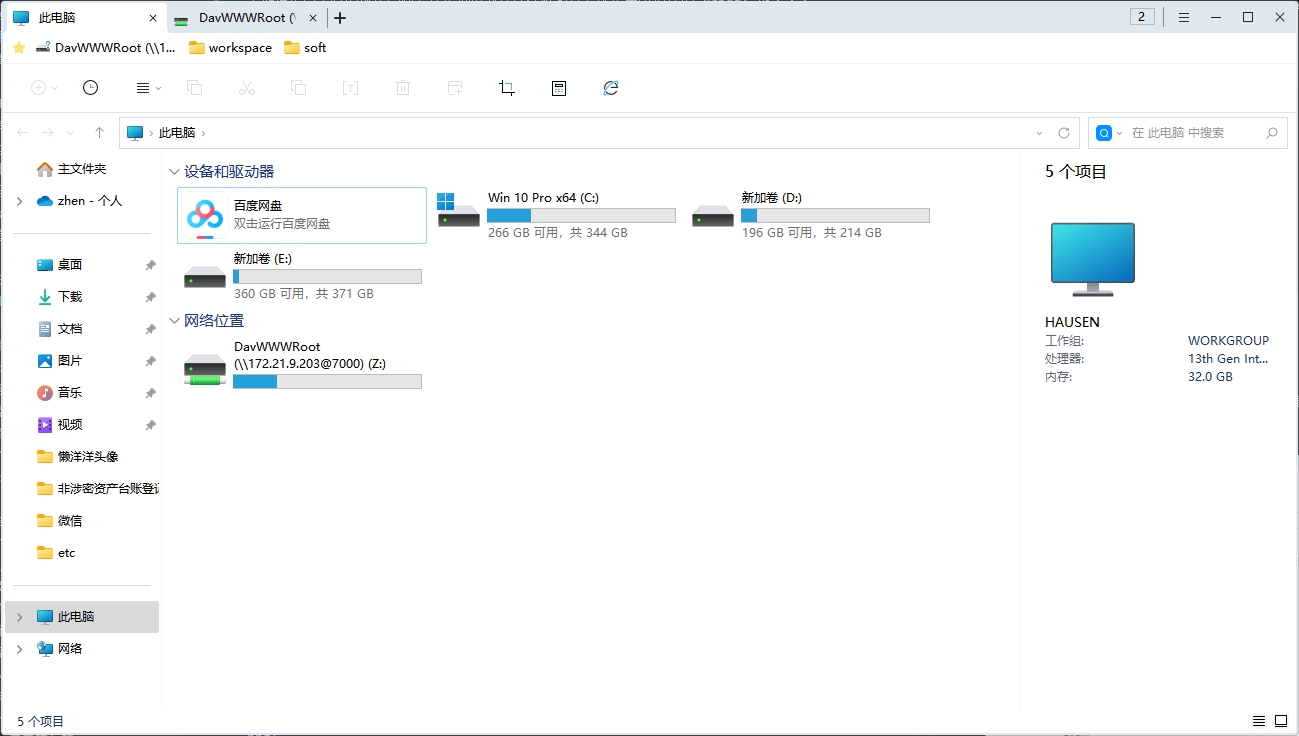 此电脑
DavWWWRoot (\
2
DavWWWRoot (\\1...
workspace
soft
此电脑
在 此电脑 中搜索
主文件夹
zhen - 个人
桌面
下载
文档
图片
音乐
视频
懒洋洋头像
非涉密资产台账登记
微信
etc
此电脑
网络
设备和驱动器
百度网盘
双击运行百度网盘
Win 10 Pro x64 (C:)
266 GB 可用，共 344 GB
新加卷 (D:)
196 GB 可用，共 214 GB
新加卷 (E:)
360 GB 可用，共 371 GB
网络位置
DavWWWRoot
(\\172.21.9.203@7000) (Z:)
5 个项目
HAUSEN
工作组: WORKGROUP
处理器: 13th Gen Int...
内存: 32.0 GB
5 个项目